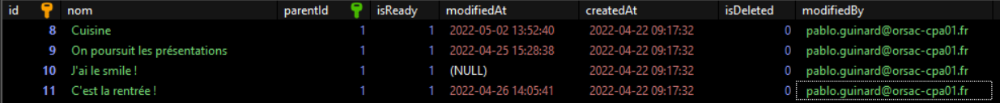 id nom parentId isReady modifiedAt createdAt isDeleted modifiedBy
8 Cuisine 1 1 2022-05-02 13:52:40 2022-04-22 09:17:32 0 pablo.guinard@orsac-cpa01.fr
9 On poursuit les présentations 1 1 2022-04-25 15:28:38 2022-04-22 09:17:32 0 pablo.guinard@orsac-cpa01.fr
10 J'ai le smile ! 1 1 (NULL) 2022-04-22 09:17:32 0 pablo.guinard@orsac-cpa01.fr
11 C'est la rentrée ! 1 1 2022-04-26 14:05:41 2022-04-22 09:17:32 0 pablo.guinard@orsac-cpa01.fr